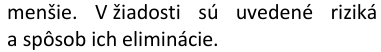 menšie. V žiadosti sú uvedené riziká
a spôsob ich eliminácie.